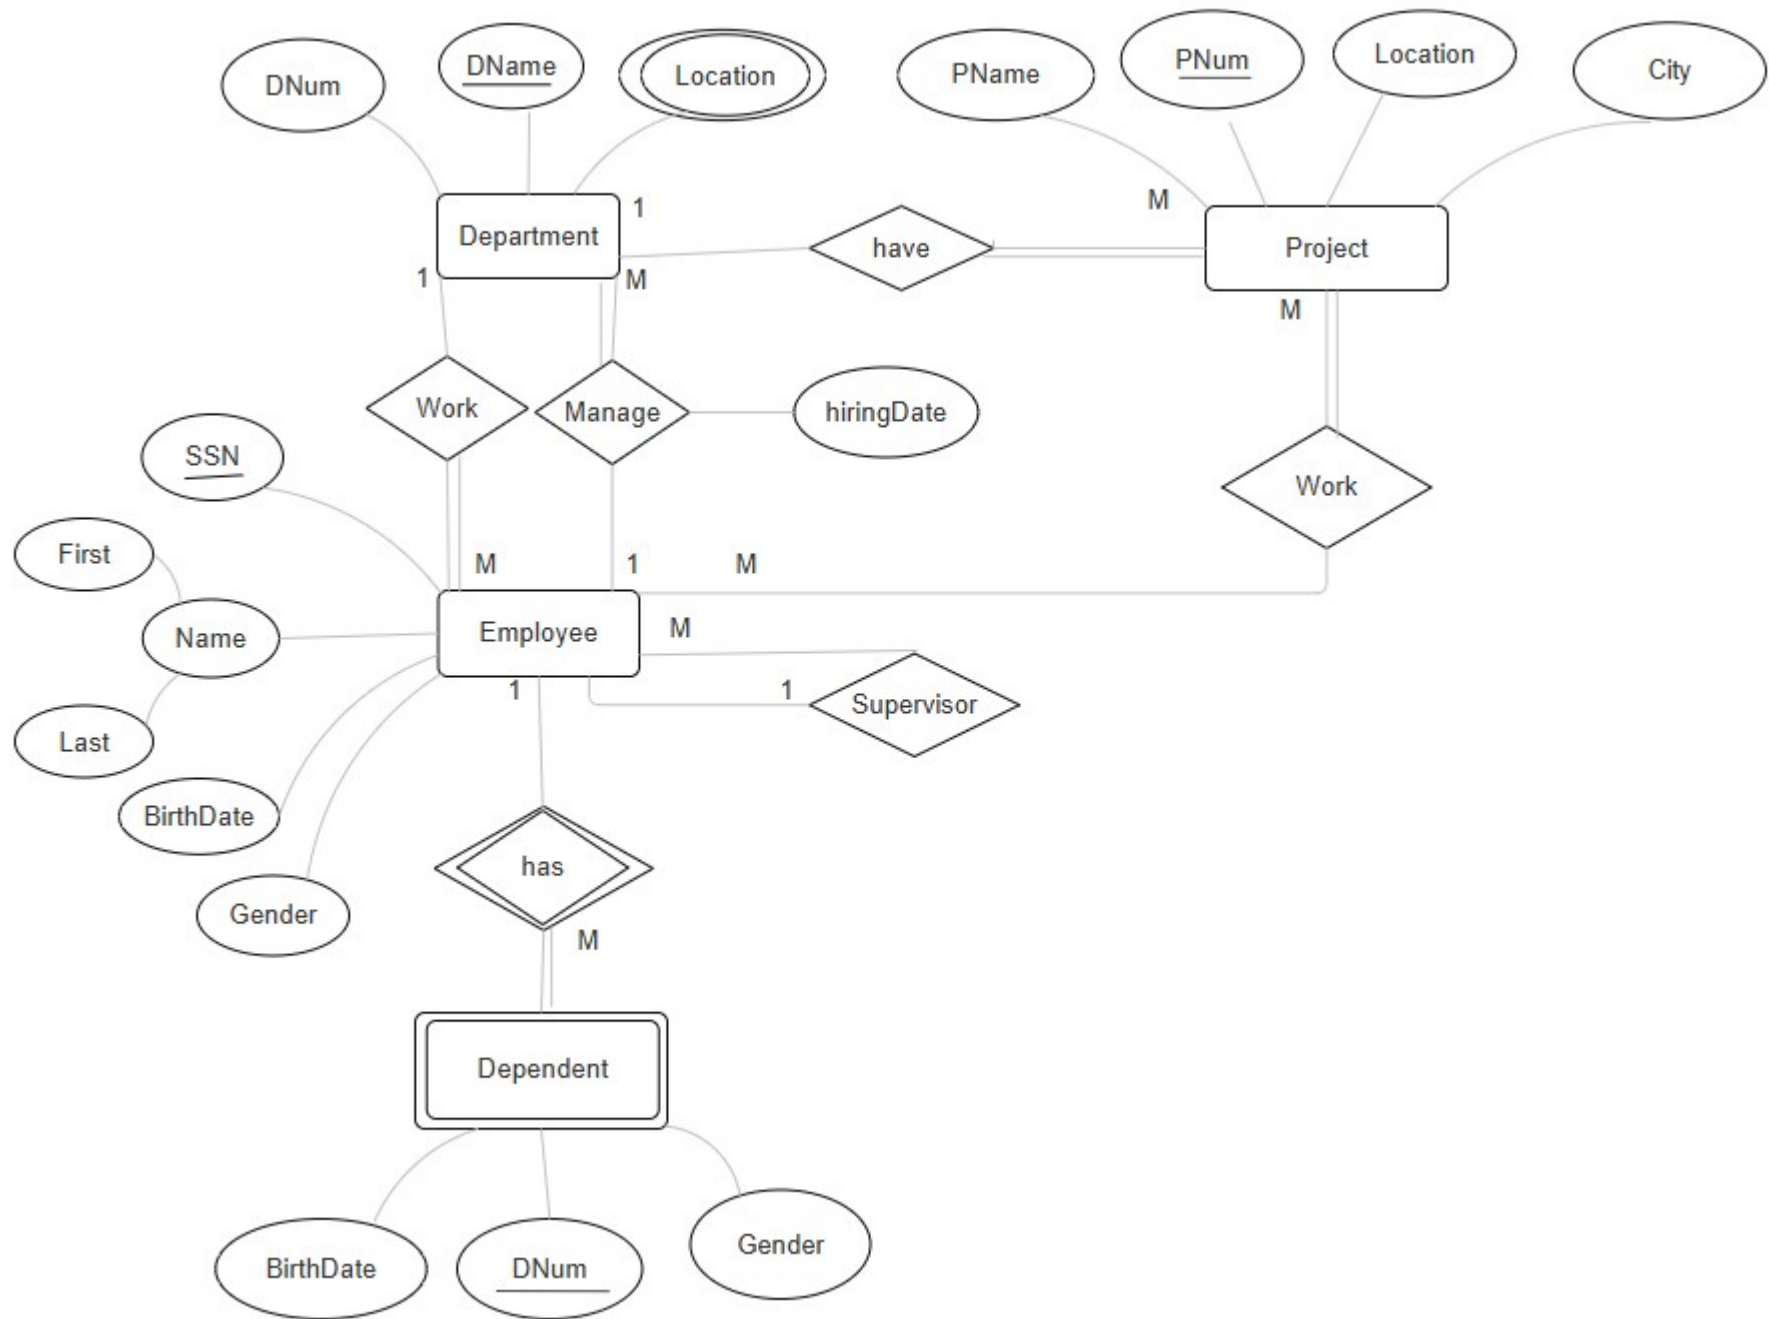 DNum
DName
Location
PName
PNum
Location
City
Department
1
have
M
Project
1
M
M
Work
Manage
hiringDate
SSN
Work
First
M
1
M
Name
Employee
M
1
1
Supervisor
Last
BirthDate
has
Gender
M
Dependent
BirthDate
DNum
Gender